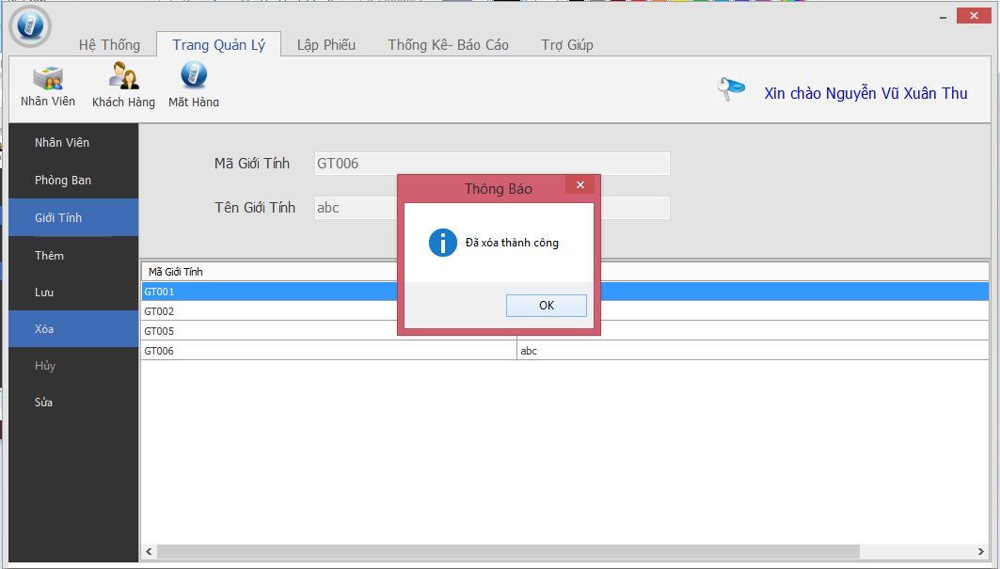 Hệ Thống
Trang Quản Lý
Lập Phiếu
Thống Kê- Báo Cáo
Trợ Giúp
Nhân Viên
Khách Hàng
Măt Hàna
Xin chào Nguyễn Vũ Xuân Thu
Nhân Viên
Phòng Ban
Giới Tính
Thêm
Lưu
Xóa
Hủy
Sửa
Mã Giới Tính
GT006
Tên Giới Tính
abc
Thông Báo
Đã xóa thành công
OK
Mã Giới Tính
GT001
GT002
GT005
GT006 abc